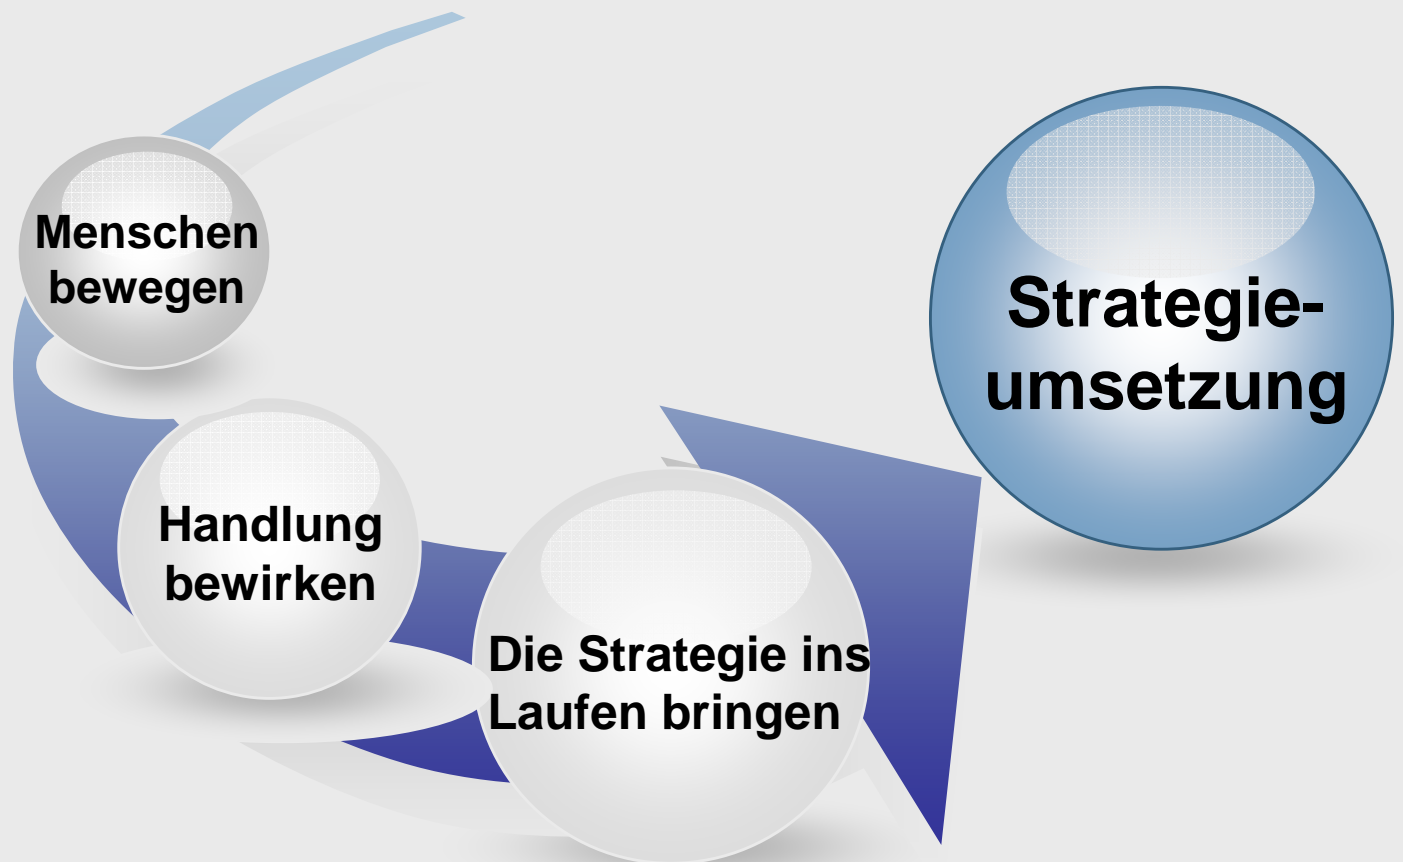 Menschen
bewegen
Handlung
bewirken
Die Strategie ins
Laufen bringen
Strategie-
umsetzung